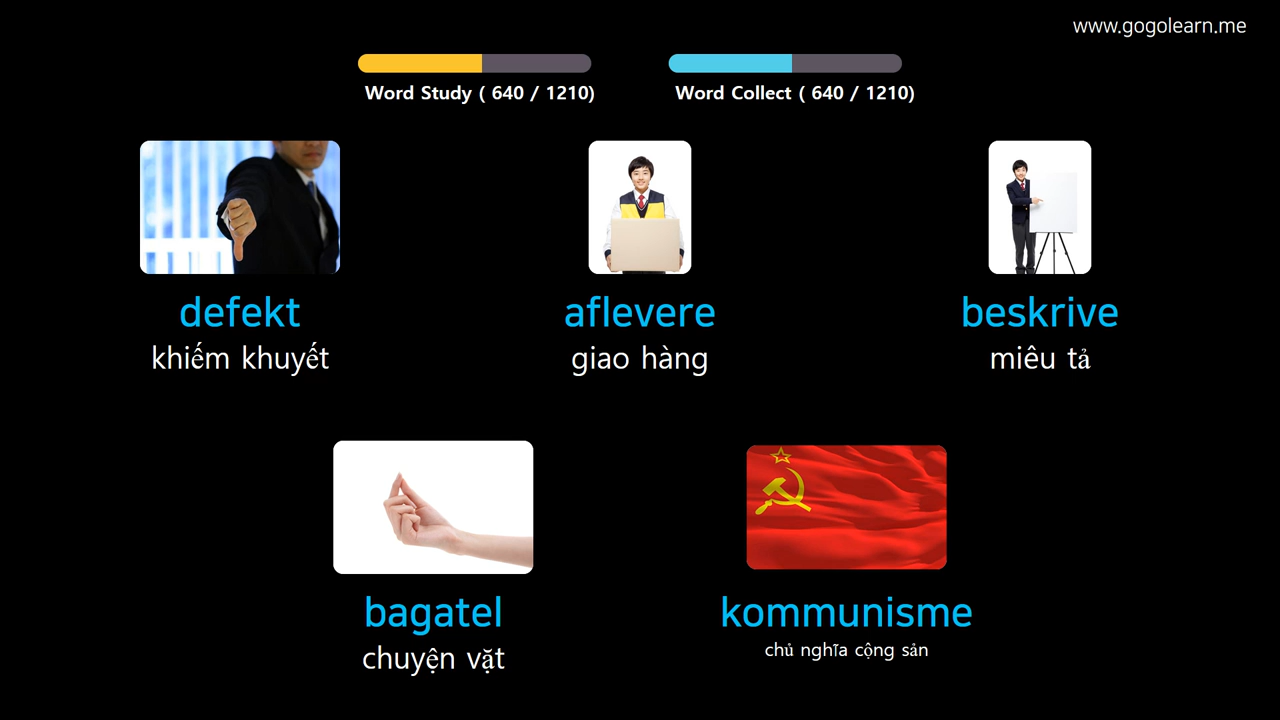 www.gogolearn.me
Word Study ( 640 / 1210)
Word Collect ( 640 / 1210)
defekt
khiếm khuyết
aflevere
giao hàng
beskrive
miêu tả
bagatel
chuyện vặt
kommunisme
chủ nghĩa cộng sản